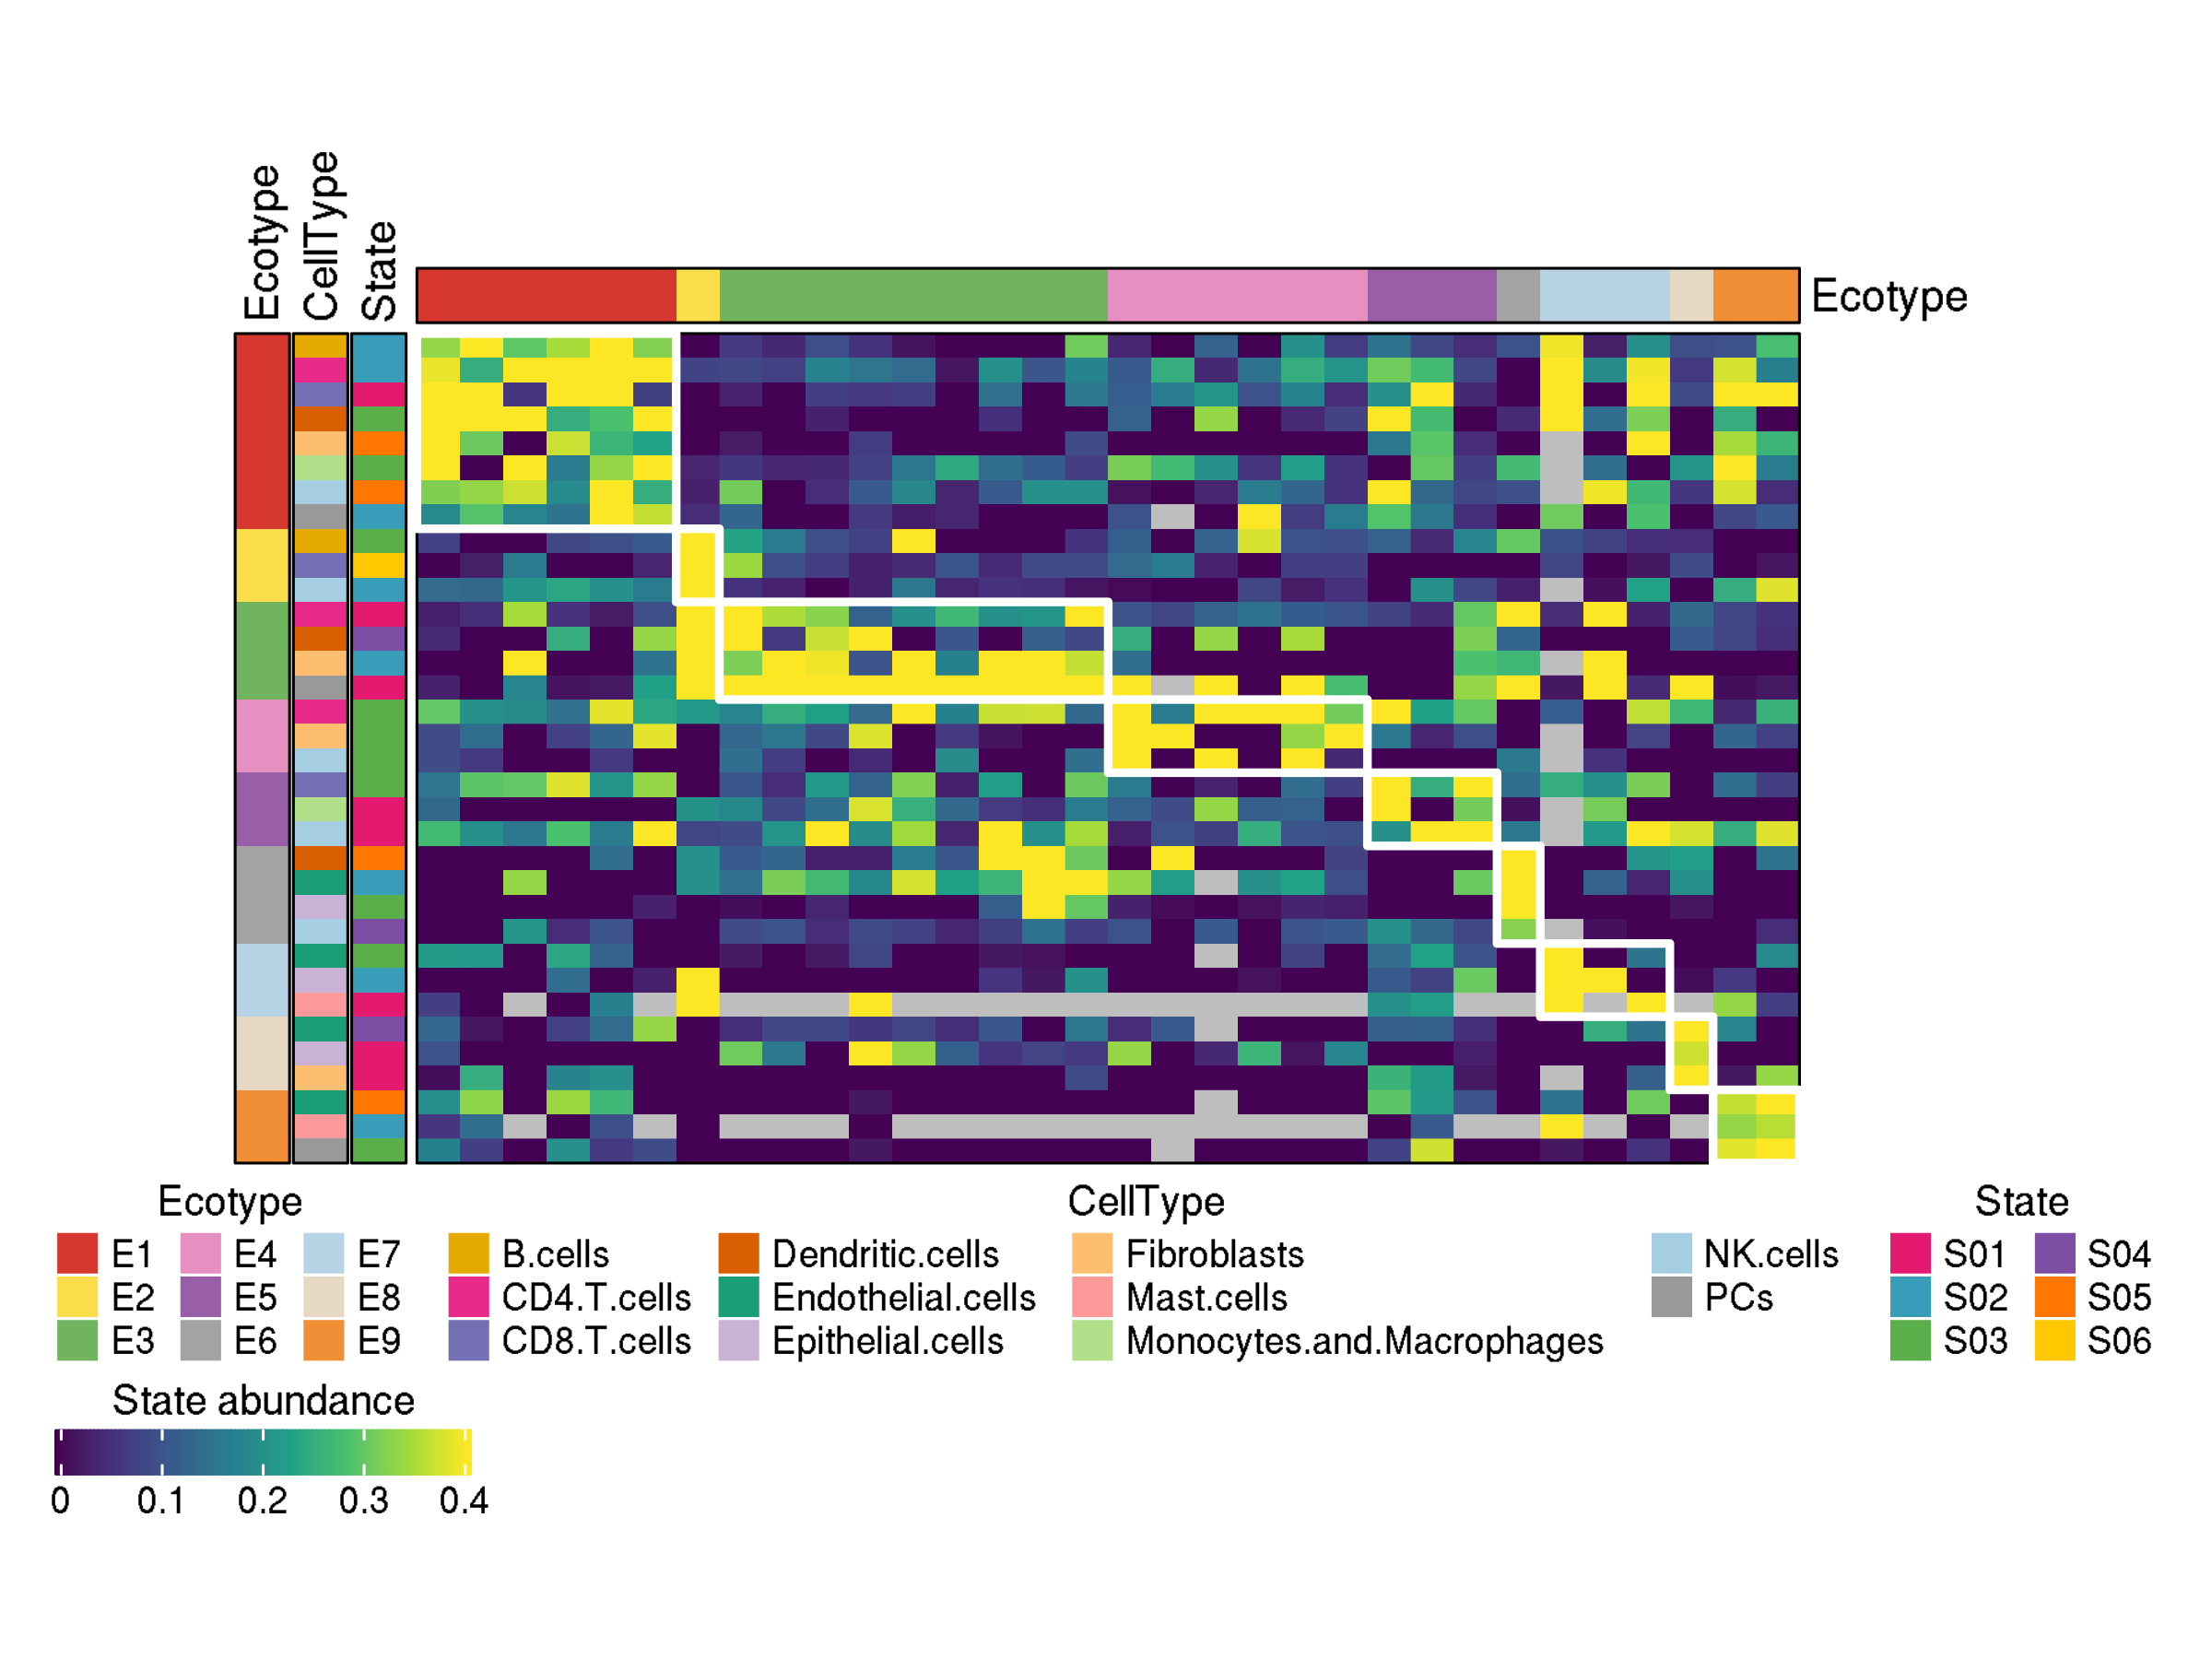 Ecotype
CellType
State
Ecotype
Ecotype
E1
E2
E3
E4
E5
E6
E7
E8
E9
CellType
B.cells
CD4.T.cells
CD8.T.cells
Dendritic.cells
Endothelial.cells
Epithelial.cells
Fibroblasts
Mast.cells
Monocytes.and.Macrophages
NK.cells
PCs
State
S01
S02
S03
S04
S05
S06
State abundance
0 0.1 0.2 0.3 0.4